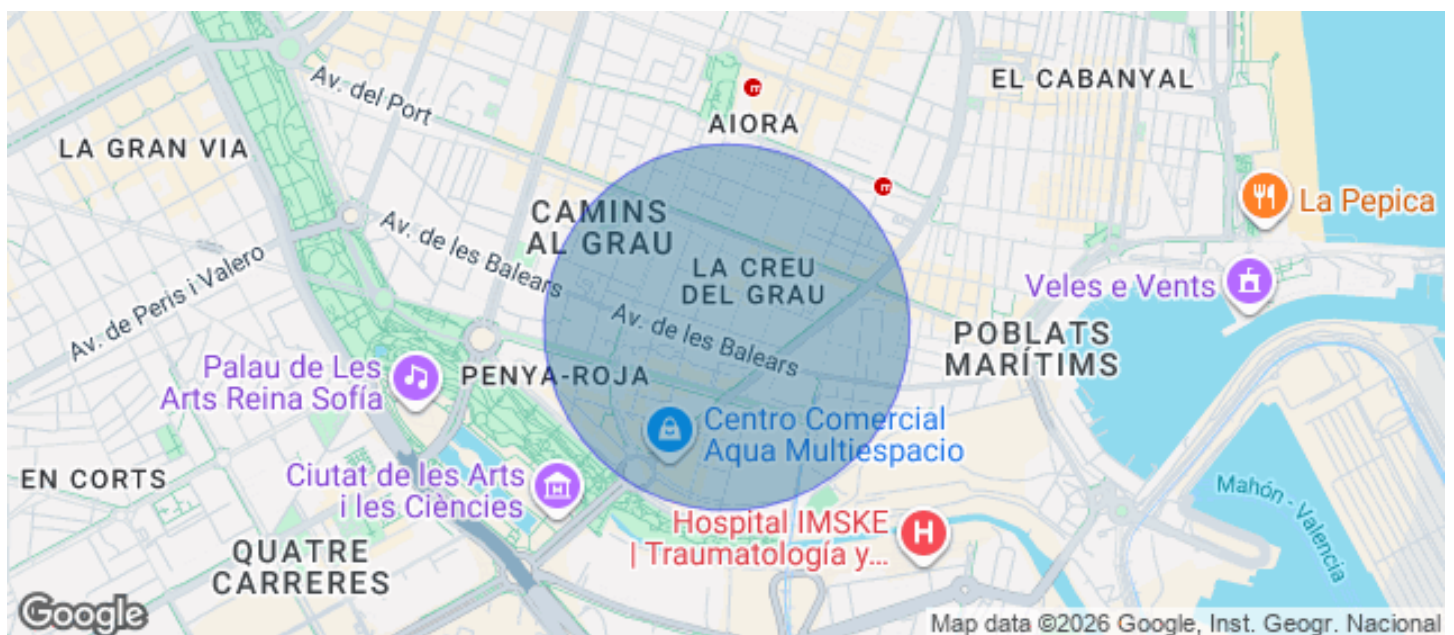 Av. del Port
EL CABANYAL
AIORA
LA GRAN VIA
La Pepica
CAMINS
AL GRAU
Av. de les Balears
LA CREU
DEL GRAU
Veles e Vents
Av. de Peris i Valero
Av. de les Balears
POBLATS
MARÍTIMS
Palau de Les
Arts Reina Sofía
PENYA-ROJA
Centro Comercial
Aqua Multiespacio
EN CORTS
Ciutat de les Arts
i les Ciències
Mahón - Valencia
Hospital IMSKE
| Traumatología y...
H
QUATRE
CARRERES
Google
Map data ©2026 Google, Inst. Geogr. Nacional